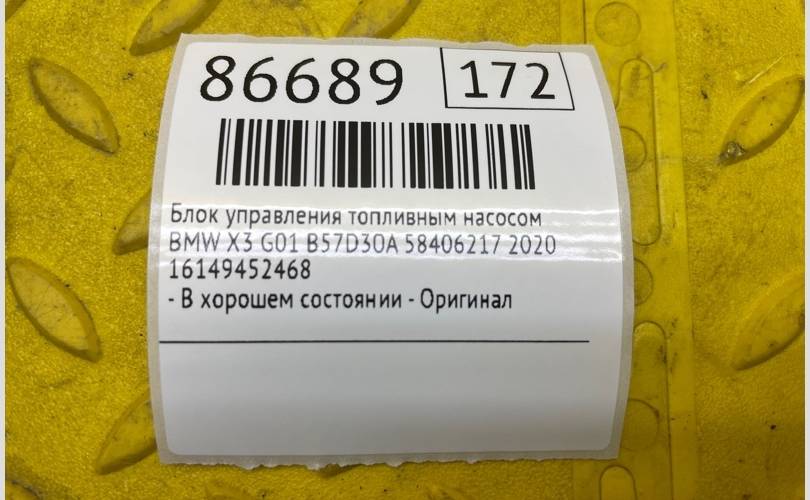 86689 172
Блок управления топливным насосом
BMW X3 G01 B57D30A 58406217 2020
16149452468
- В хорошем состоянии - Оригинал